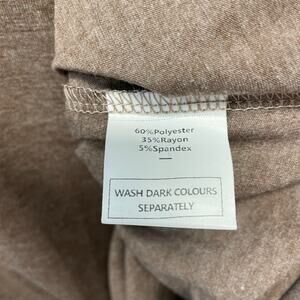 60%Polyester
35%Rayon
5%Spandex
WASH DARK COLOURS
SEPARATELY